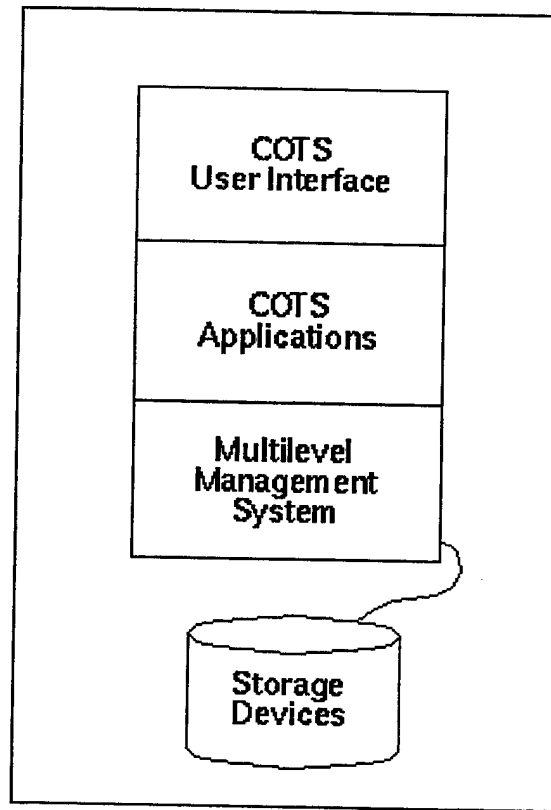 COTS
User Interface
COTS
Applications
Multilevel
Management
System
Storage
Devices